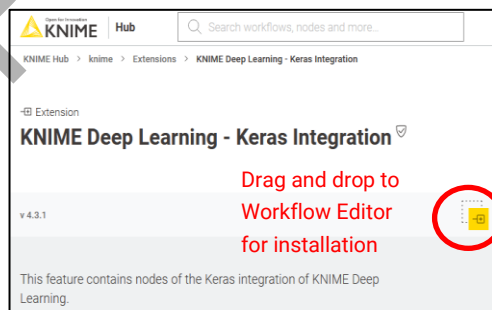 Open for Innovation
KNIME Hub Search workflows, nodes and more...
KNIME Hub > knime > Extensions > KNIME Deep Learning - Keras Integration
Extension
KNIME Deep Learning - Keras Integration
Drag and drop to
v 4.3.1 Workflow Editor
for installation
This feature contains nodes of the Keras integration of KNIME Deep
Learning.